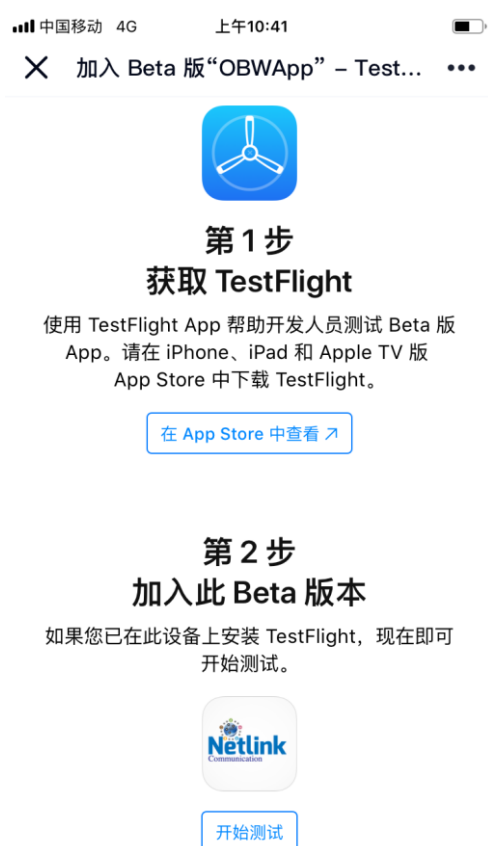 中国移动 4G 上午10:41
加入 Beta 版“OBWApp” – Test...
第 1 步
获取 TestFlight
使用 TestFlight App 帮助开发人员测试 Beta 版
App。请在 iPhone、iPad 和 Apple TV 版
App Store 中下载 TestFlight。
在 App Store 中查看
第 2 步
加入此 Beta 版本
如果您已在此设备上安装 TestFlight，现在即可
开始测试。
Netlink
Communication
开始测试